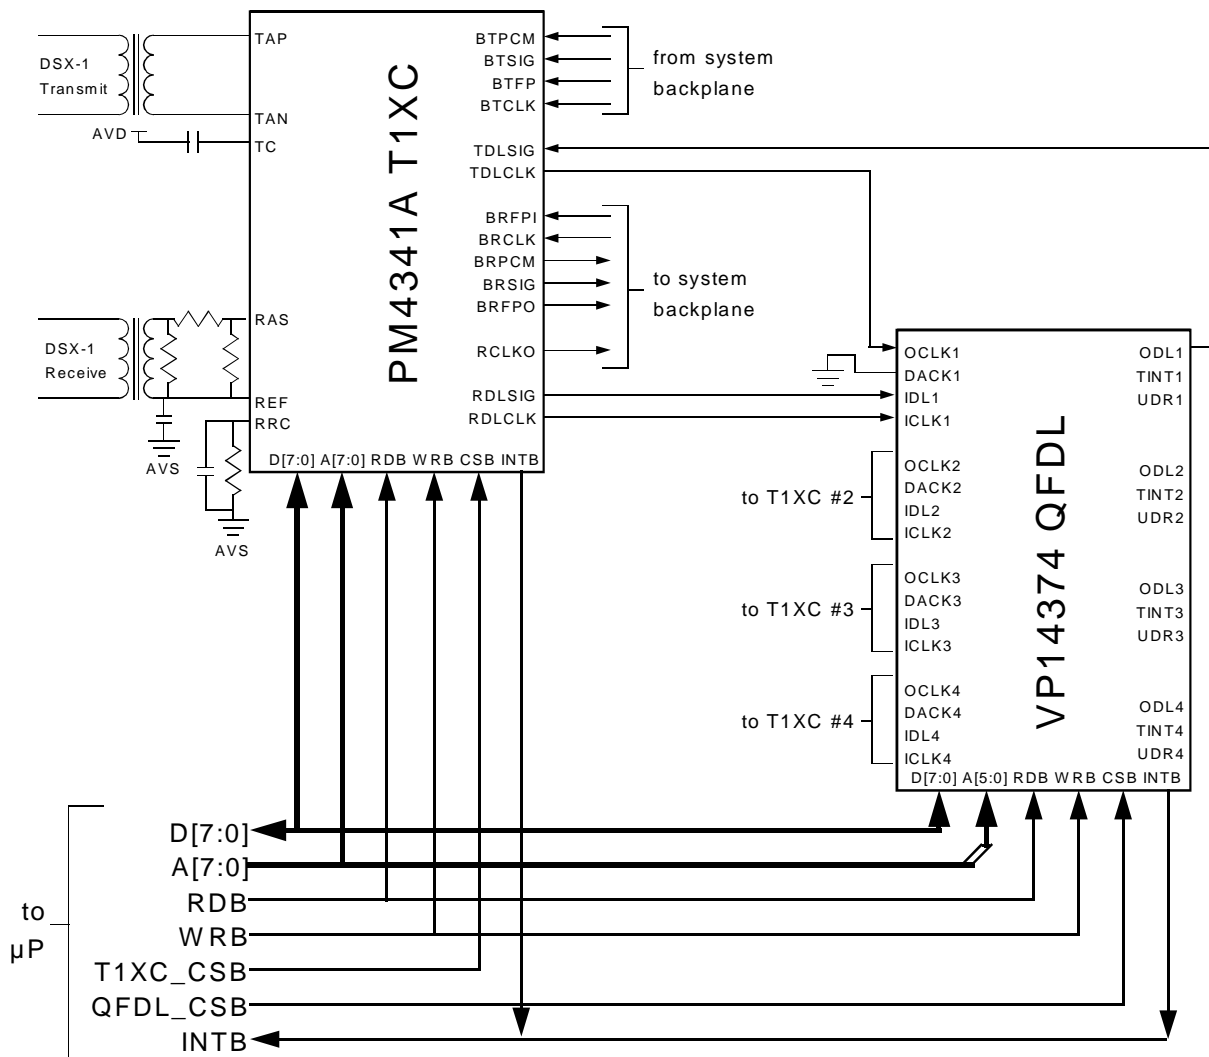 DSX-1
Transmit
AVD
TAP
TAN
TC
PM4341A T1XC
BTPCM
BTSIG
BTFP
BTCLK
from system
backplane
TDLSIG
TDLCLK
BRFPI
BRCLK
BRPCM
BRSIG
BRFPO
RCLKO
to system
backplane
DSX-1
Receive
RAS
REF
RRC
AVS
AVS
RDLSIG
RDLCLK
D[7:0] A[7:0] RDB WRB CSB INTB
OCLK1
DACK1
IDL1
ICLK1
ODL1
TINT1
UDR1
VP14374 QFDL
to T1XC #2
OCLK2
DACK2
IDL2
ICLK2
ODL2
TINT2
UDR2
to T1XC #3
OCLK3
DACK3
IDL3
ICLK3
ODL3
TINT3
UDR3
to T1XC #4
OCLK4
DACK4
IDL4
ICLK4
ODL4
TINT4
UDR4
D[7:0] A[5:0] RDB WRB CSB INTB
to
µP
D[7:0]
A[7:0]
RDB
WRB
T1XC_CSB
QFDL_CSB
INTB